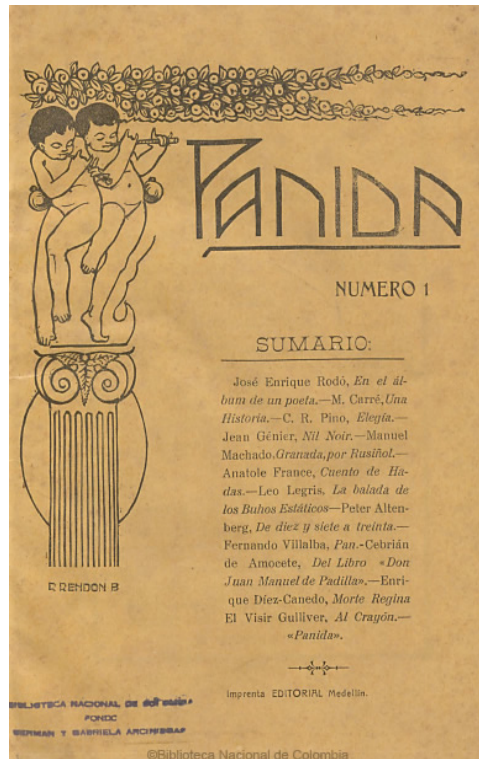 PANIDA
NUMERO 1
SUMARIO:
José Enrique Rodó, En el ál-
bum de un poeta.—M. Carré, Una
Historia.—C. R. Pino, Elegía.—
Jean Génier, Nil Noir.—Manuel
Machado. Granada, por Rusiñol.—
Anatole France, Cuento de Ha-
das.—Leo Legris, La balada de
los Buhos Estáticos—Peter Alten-
berg, De diez y siete a treinta.—
Fernando Villalba, Pan.-Cebrián
de Amocete, Del Libro «Don
Juan Manuel de Padilla».—Enri-
que Díez-Canedo, Morte Regina
El Visir Gulliver, Al Crayón.—
«Panida».
R RENDON B
Imprenta EDITORIAL Medellín.
BIBLIOTECA NACIONAL DE COLOMBIA
FONDO
GERMAN Y GABRIELA ARCINIEGAS
©Biblioteca Nacional de Colombia